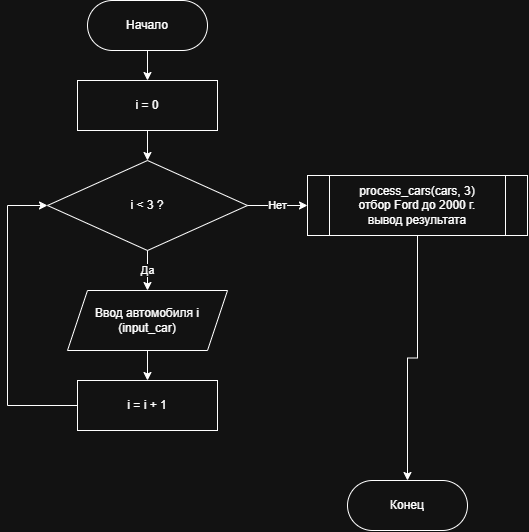 Начало
i = 0
i < 3 ?
Нет
process_cars(cars, 3)
отбор Ford до 2000 г.
вывод результата
Да
Ввод автомобиля i
(input_car)
i = i + 1
Конец